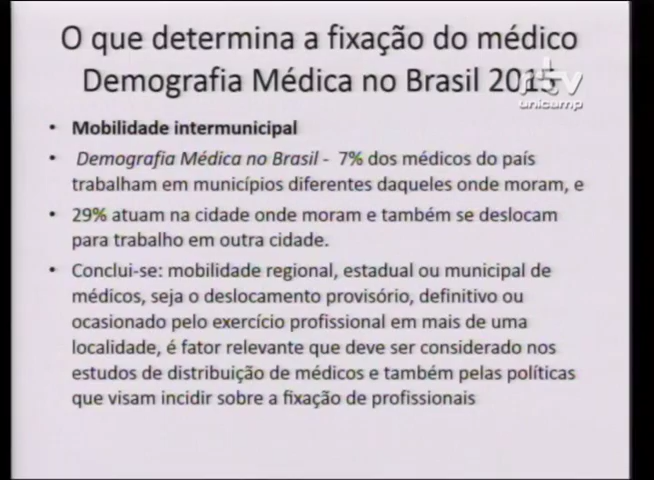 O que determina a fixação do médico
Demografia Médica no Brasil 2015
rtv
unicamp
• Mobilidade intermunicipal
• Demografia Médica no Brasil - 7% dos médicos do país
trabalham em municípios diferentes daqueles onde moram, e
• 29% atuam na cidade onde moram e também se deslocam
para trabalho em outra cidade.
• Conclui-se: mobilidade regional, estadual ou municipal de
médicos, seja o deslocamento provisório, definitivo ou
ocasionado pelo exercício profissional em mais de uma
localidade, é fator relevante que deve ser considerado nos
estudos de distribuição de médicos e também pelas políticas
que visam incidir sobre a fixação de profissionais